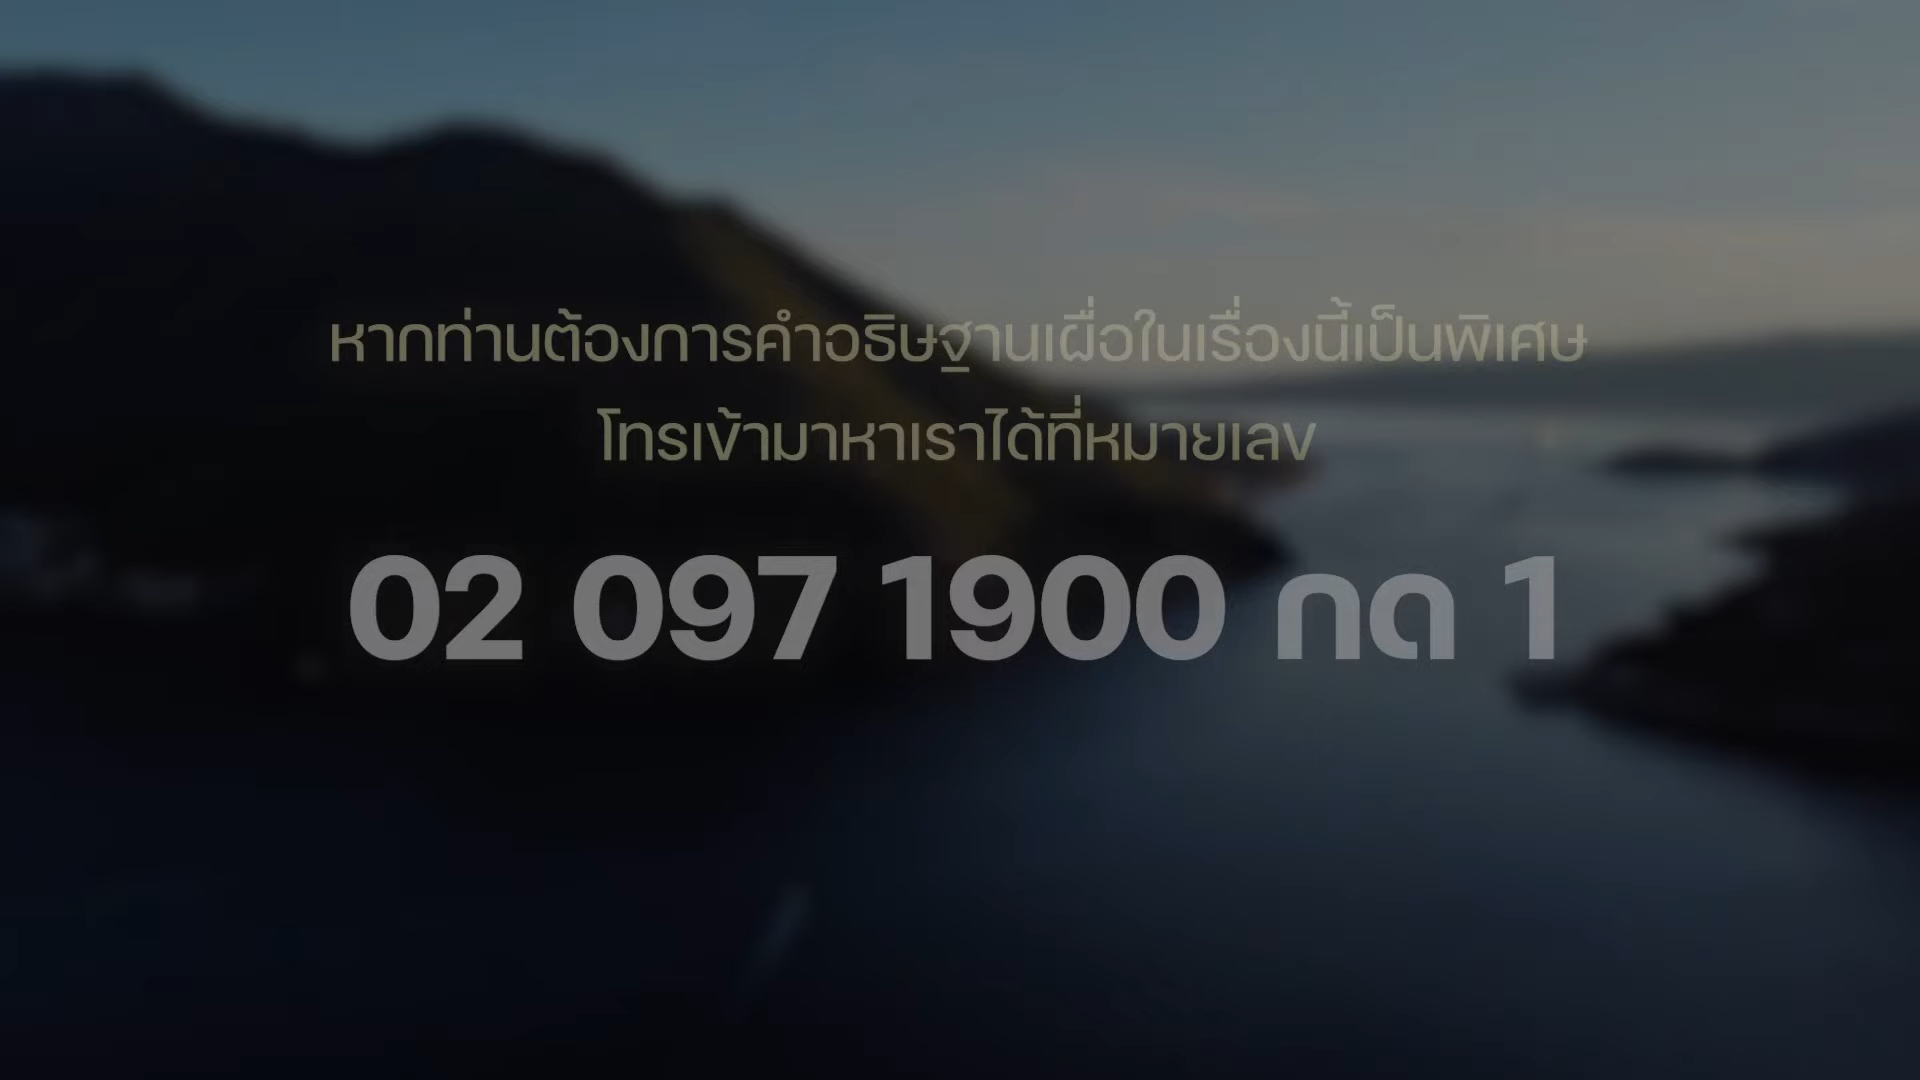 หากท่านต้องการคำอธิษฐานเผื่อในเรื่องนี้เป็นพิเศษ
โทรเข้ามาหาเราได้ที่หมายเลข
02 097 1900 กด 1